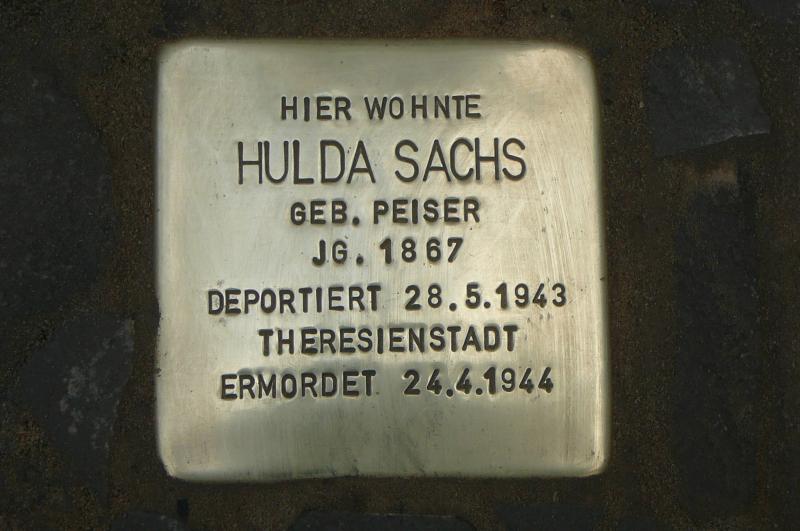 HIER WOHNTE
HULDA SACHS
GEB. PEISER
JG. 1867
DEPORTIERT 28.5.1943
THERESIENSTADT
ERMORDET 24.4.1944